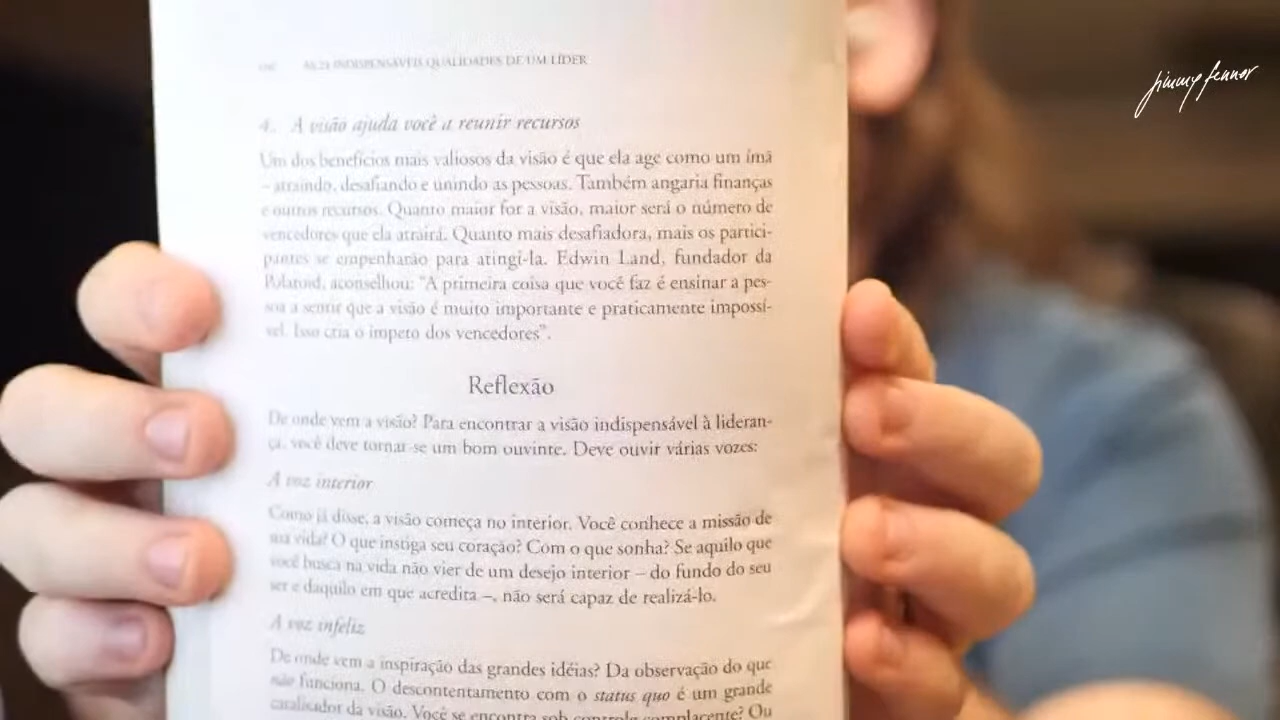 AS 21 INDISPENSÁVEIS QUALIDADES DE UM LÍDER
jimmy fennor
4. A visão ajuda você a reunir recursos
Um dos benefícios mais valiosos da visão é que ela age como um ímã
– atraindo, desafiando e unindo as pessoas. Também angaria finanças
e outros recursos. Quanto maior for a visão, maior será o número de
vencedores que ela atrairá. Quanto mais desafiadora, mais os partici-
pantes se empenharão para atingi-la. Edwin Land, fundador da
Polaroid, aconselhou: "A primeira coisa que você faz é ensinar a pes-
soa a sentir que a visão é muito importante e praticamente impossí-
vel. Isso cria o ímpeto dos vencedores".
Reflexão
De onde vem a visão? Para encontrar a visão indispensável à lideran-
ça, você deve tornar-se um bom ouvinte. Deve ouvir várias vozes:
A voz interior
Como já disse, a visão começa no interior. Você conhece a missão de
sua vida? O que instiga seu coração? Com o que sonha? Se aquilo que
você busca na vida não vier de um desejo interior – do fundo do seu
ser e daquilo em que acredita –, não será capaz de realizá-lo.
A voz infeliz
De onde vem a inspiração das grandes idéias? Da observação do que
não funciona. O descontentamento com o status quo é um grande
catalisador da visão. Você se encontra sob controle complacente? Ou